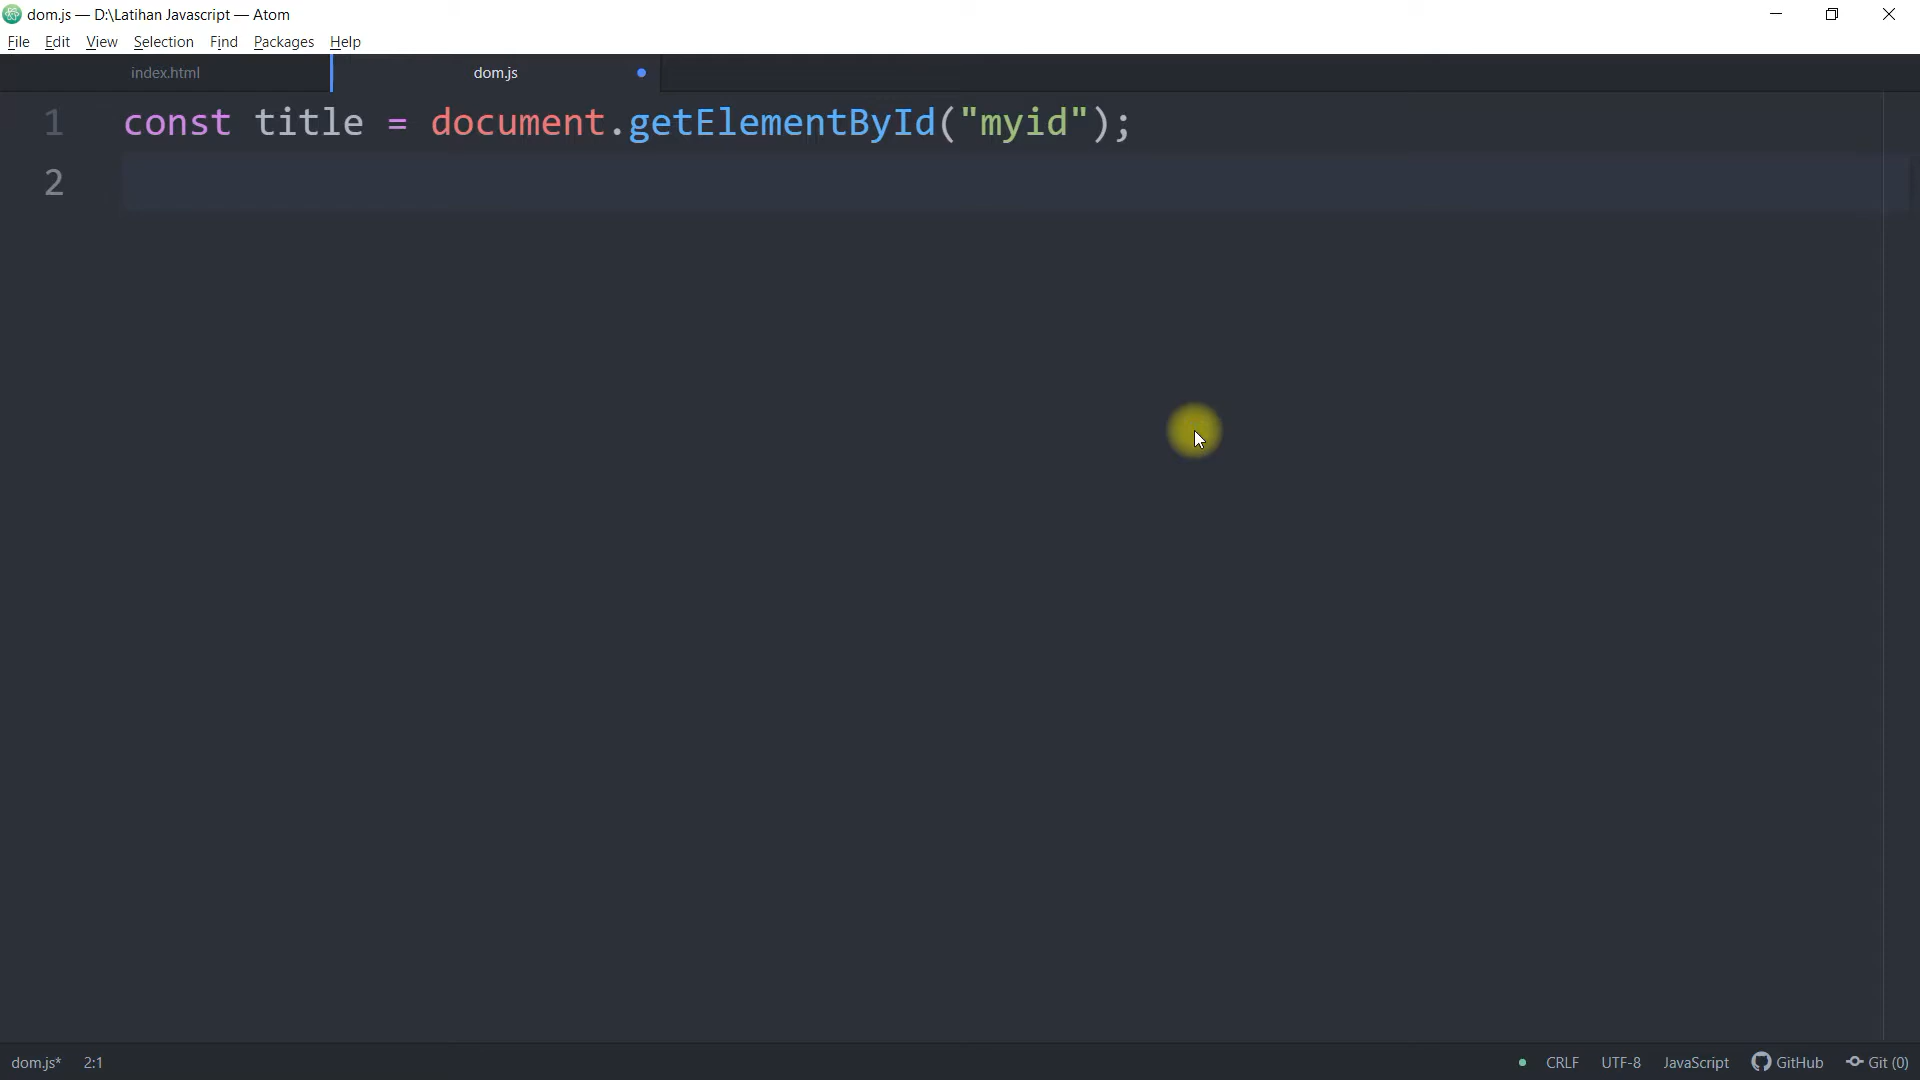 dom.js — D:\Latihan Javascript — Atom
File Edit View Selection Find Packages Help
index.html dom.js
1 const title = document.getElementById("myid");
2
dom.js* 2:1 CRLF UTF-8 JavaScript GitHub Git (0)